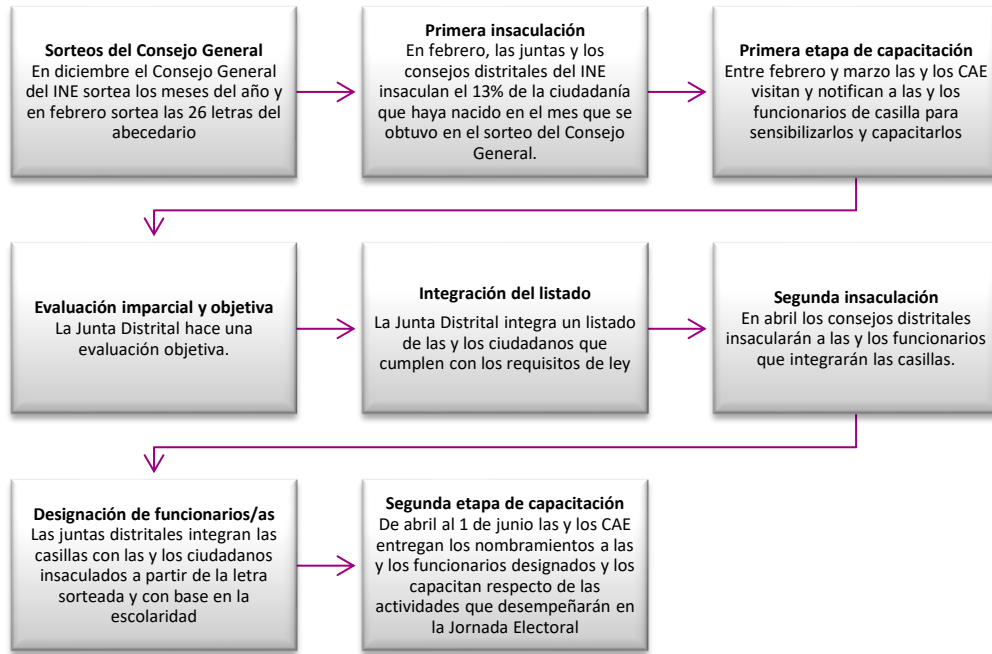 Sorteos del Consejo General
En diciembre el Consejo General
del INE sortea los meses del año y
en febrero sortea las 26 letras del
abecedario
Primera insaculación
En febrero, las juntas y los
consejos distritales del INE
insaculan el 13% de la ciudadanía
que haya nacido en el mes que se
obtuvo en el sorteo del Consejo
General.
Primera etapa de capacitación
Entre febrero y marzo las y los CAE
visitan y notifican a las y los
funcionarios de casilla para
sensibilizarlos y capacitarlos
Evaluación imparcial y objetiva
La Junta Distrital hace una
evaluación objetiva.
Integración del listado
La Junta Distrital integra un listado
de las y los ciudadanos que
cumplen con los requisitos de ley
Segunda insaculación
En abril los consejos distritales
insacularán a las y los funcionarios
que integrarán las casillas.
Designación de funcionarios/as
Las juntas distritales integran las
casillas con las y los ciudadanos
insaculados a partir de la letra
sorteada y con base en la
escolaridad
Segunda etapa de capacitación
De abril al 1 de junio las y los CAE
entregan los nombramientos a las
y los funcionarios designados y los
capacitan respecto de las
actividades que desempeñarán en
la Jornada Electoral